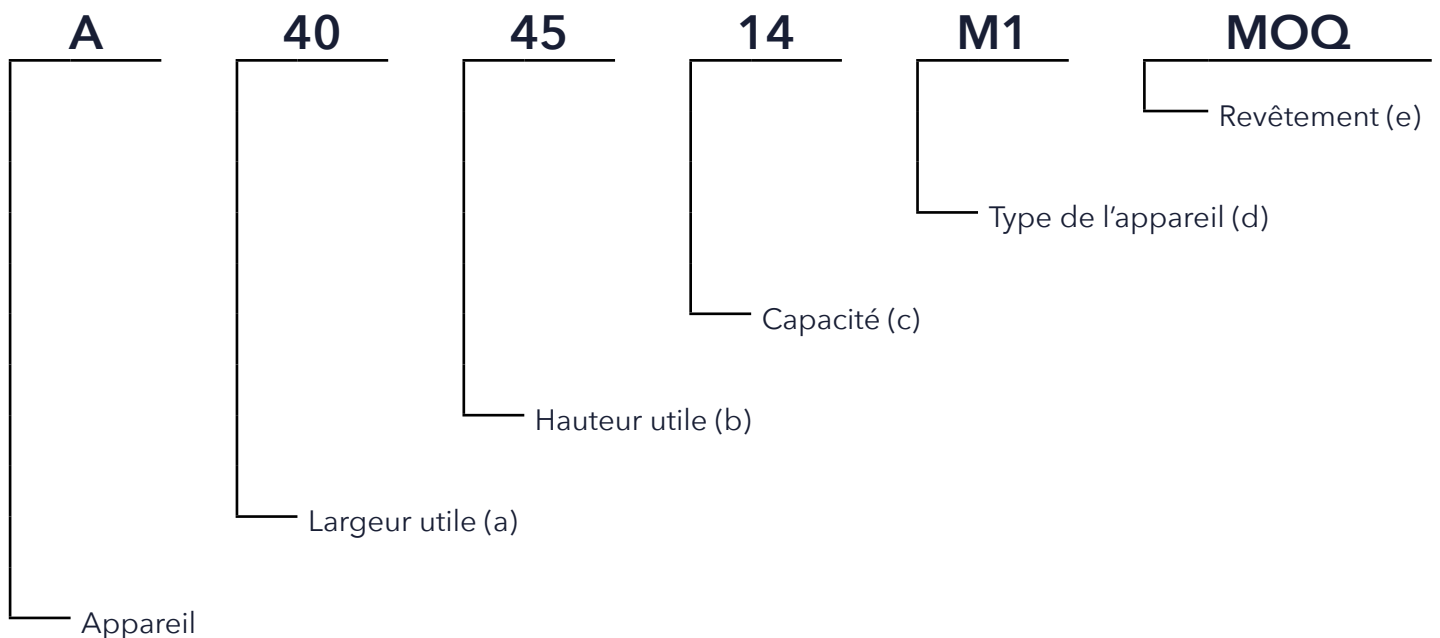 A 40 45 14 M1 MOQ
Revêtement (e)
Type de l’appareil (d)
Capacité (c)
Hauteur utile (b)
Largeur utile (a)
Appareil